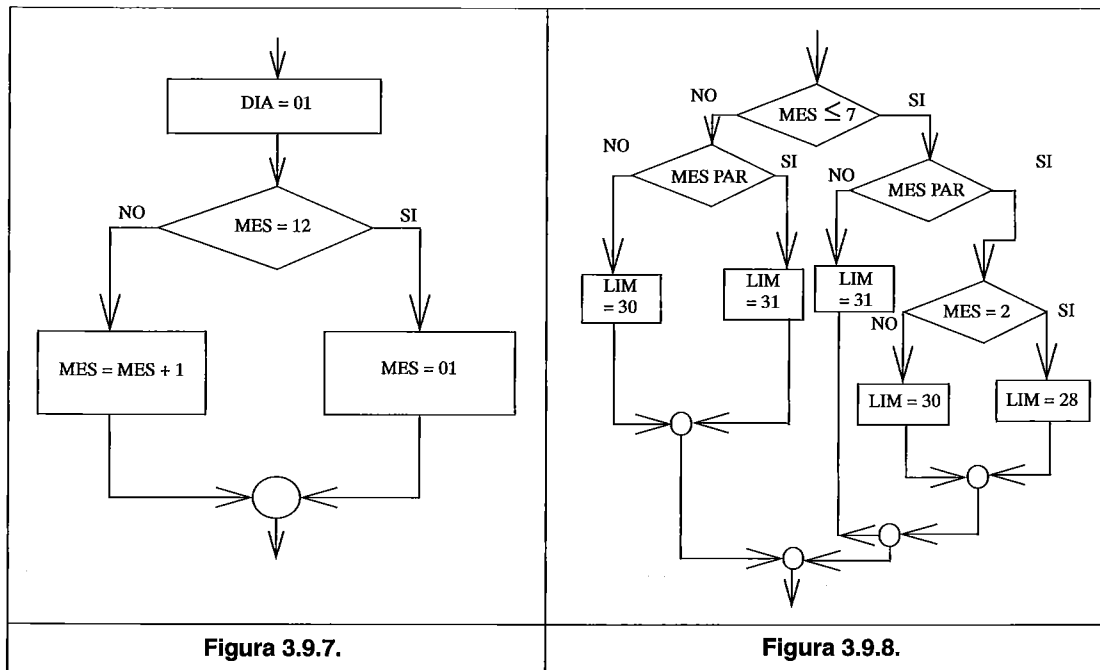 DIA = 01
NO
MES = 12
SI
MES = MES + 1
MES = 01
Figura 3.9.7.
NO
MES ≤ 7
SI
NO
MES PAR
SI
NO
MES PAR
SI
LIM
= 30
LIM
= 31
LIM
= 31
NO
MES = 2
SI
LIM = 30
LIM = 28
Figura 3.9.8.